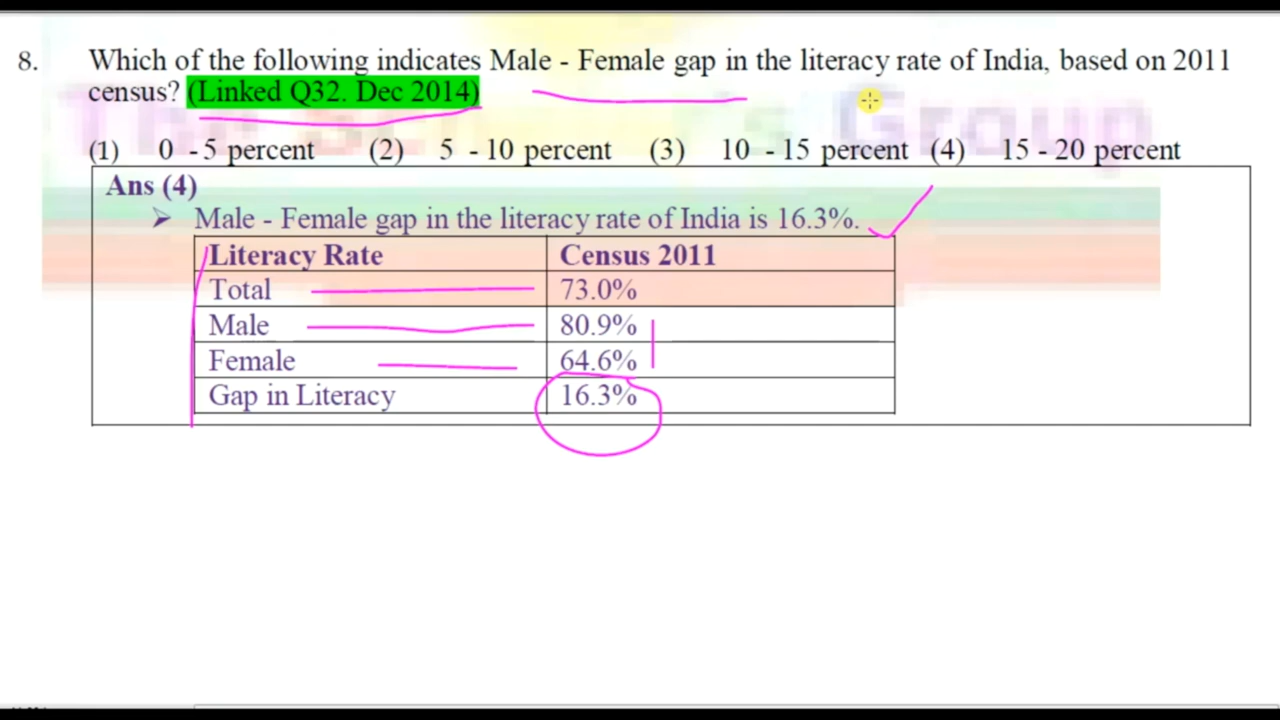 8. Which of the following indicates Male - Female gap in the literacy rate of India, based on 2011
census? (Linked Q32. Dec 2014)
(1) 0 - 5 percent (2) 5 - 10 percent (3) 10 - 15 percent (4) 15 - 20 percent
Ans (4)
➢ Male - Female gap in the literacy rate of India is 16.3%.
Literacy Rate Census 2011
Total 73.0%
Male 80.9%
Female 64.6%
Gap in Literacy 16.3%